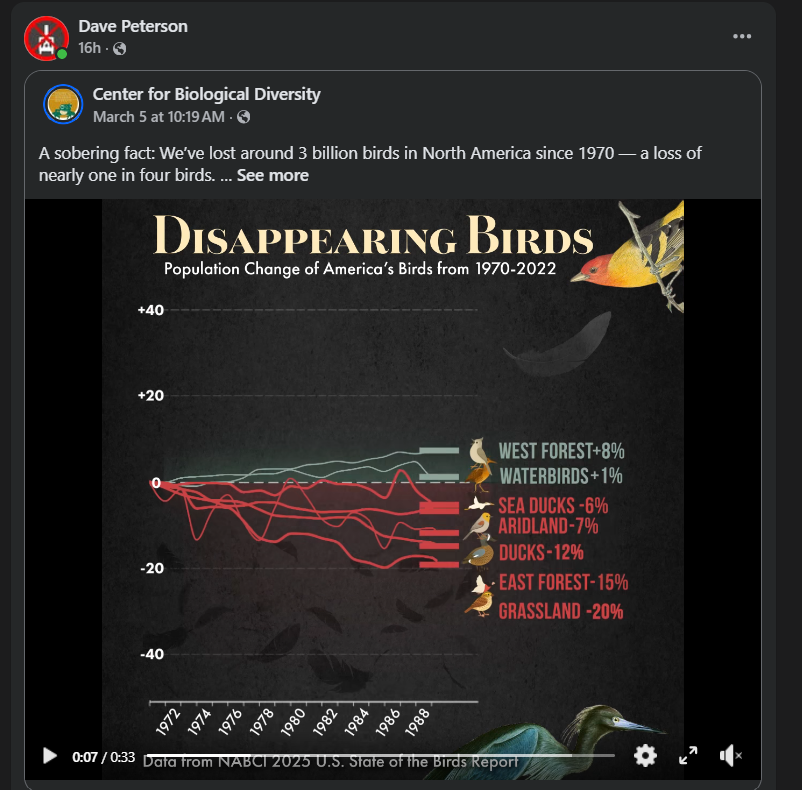 Dave Peterson
16h ·
Center for Biological Diversity
March 5 at 10:19 AM ·
A sobering fact: We've lost around 3 billion birds in North America since 1970 — a loss of
nearly one in four birds. ... See more
DISAPPEARING BIRDS
Population Change of America's Birds from 1970-2022
+40
+20
0
-20
-40
WEST FOREST+8%
WATERBIRDS+1%
SEA DUCKS -6%
ARIDLAND-7%
DUCKS-12%
EAST FOREST-15%
GRASSLAND -20%
1972 1974 1976 1978 1980 1982 1984 1986 1988
0:07 / 0:33
Data from NABCI 2025 U.S. State of the Birds Report